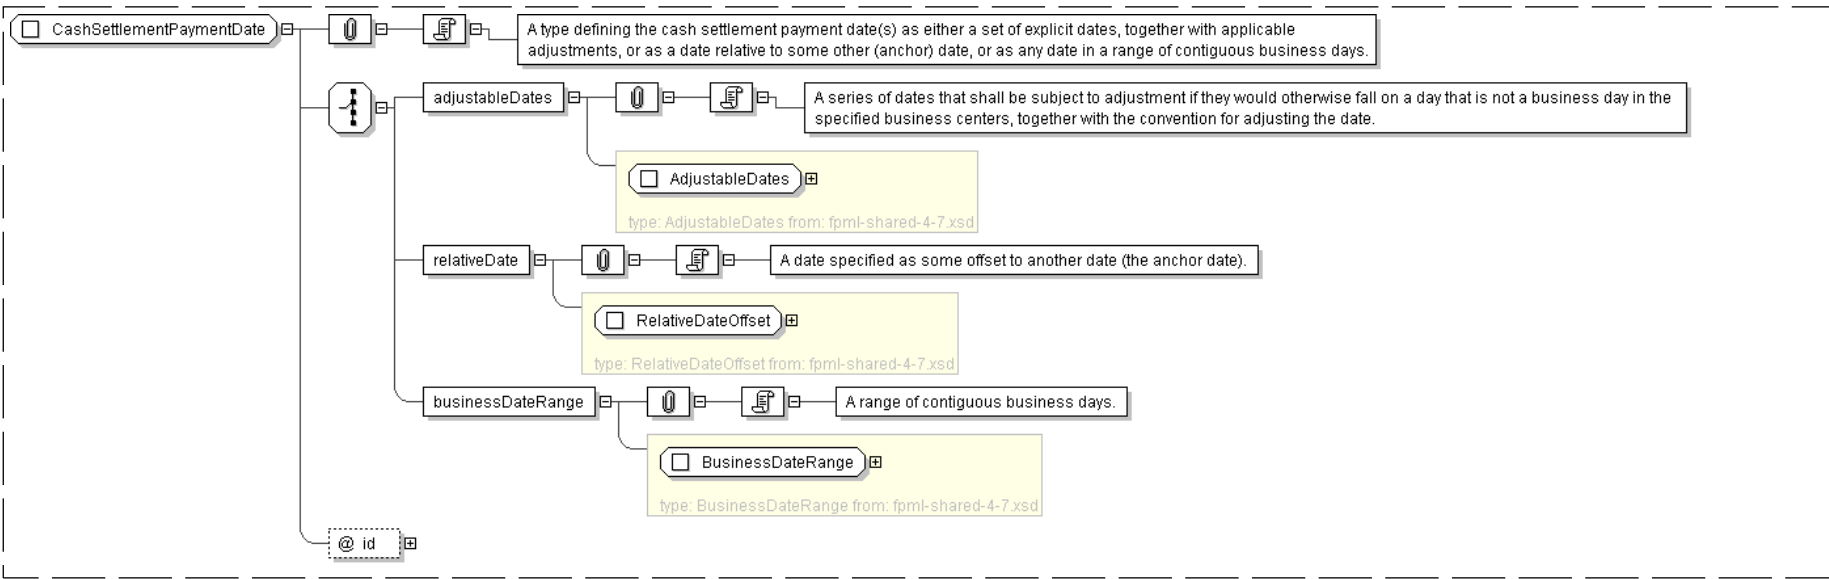 CashSettlementPaymentDate
A type defining the cash settlement payment date(s) as either a set of explicit dates, together with applicable
adjustments, or as a date relative to some other (anchor) date, or as any date in a range of contiguous business days.
adjustableDates
A series of dates that shall be subject to adjustment if they would otherwise fall on a day that is not a business day in the
specified business centers, together with the convention for adjusting the date.
AdjustableDates
type: AdjustableDates from: fpml-shared-4-7.xsd
relativeDate
A date specified as some offset to another date (the anchor date).
RelativeDateOffset
type: RelativeDateOffset from: fpml-shared-4-7.xsd
businessDateRange
A range of contiguous business days.
BusinessDateRange
type: BusinessDateRange from: fpml-shared-4-7.xsd
@ id